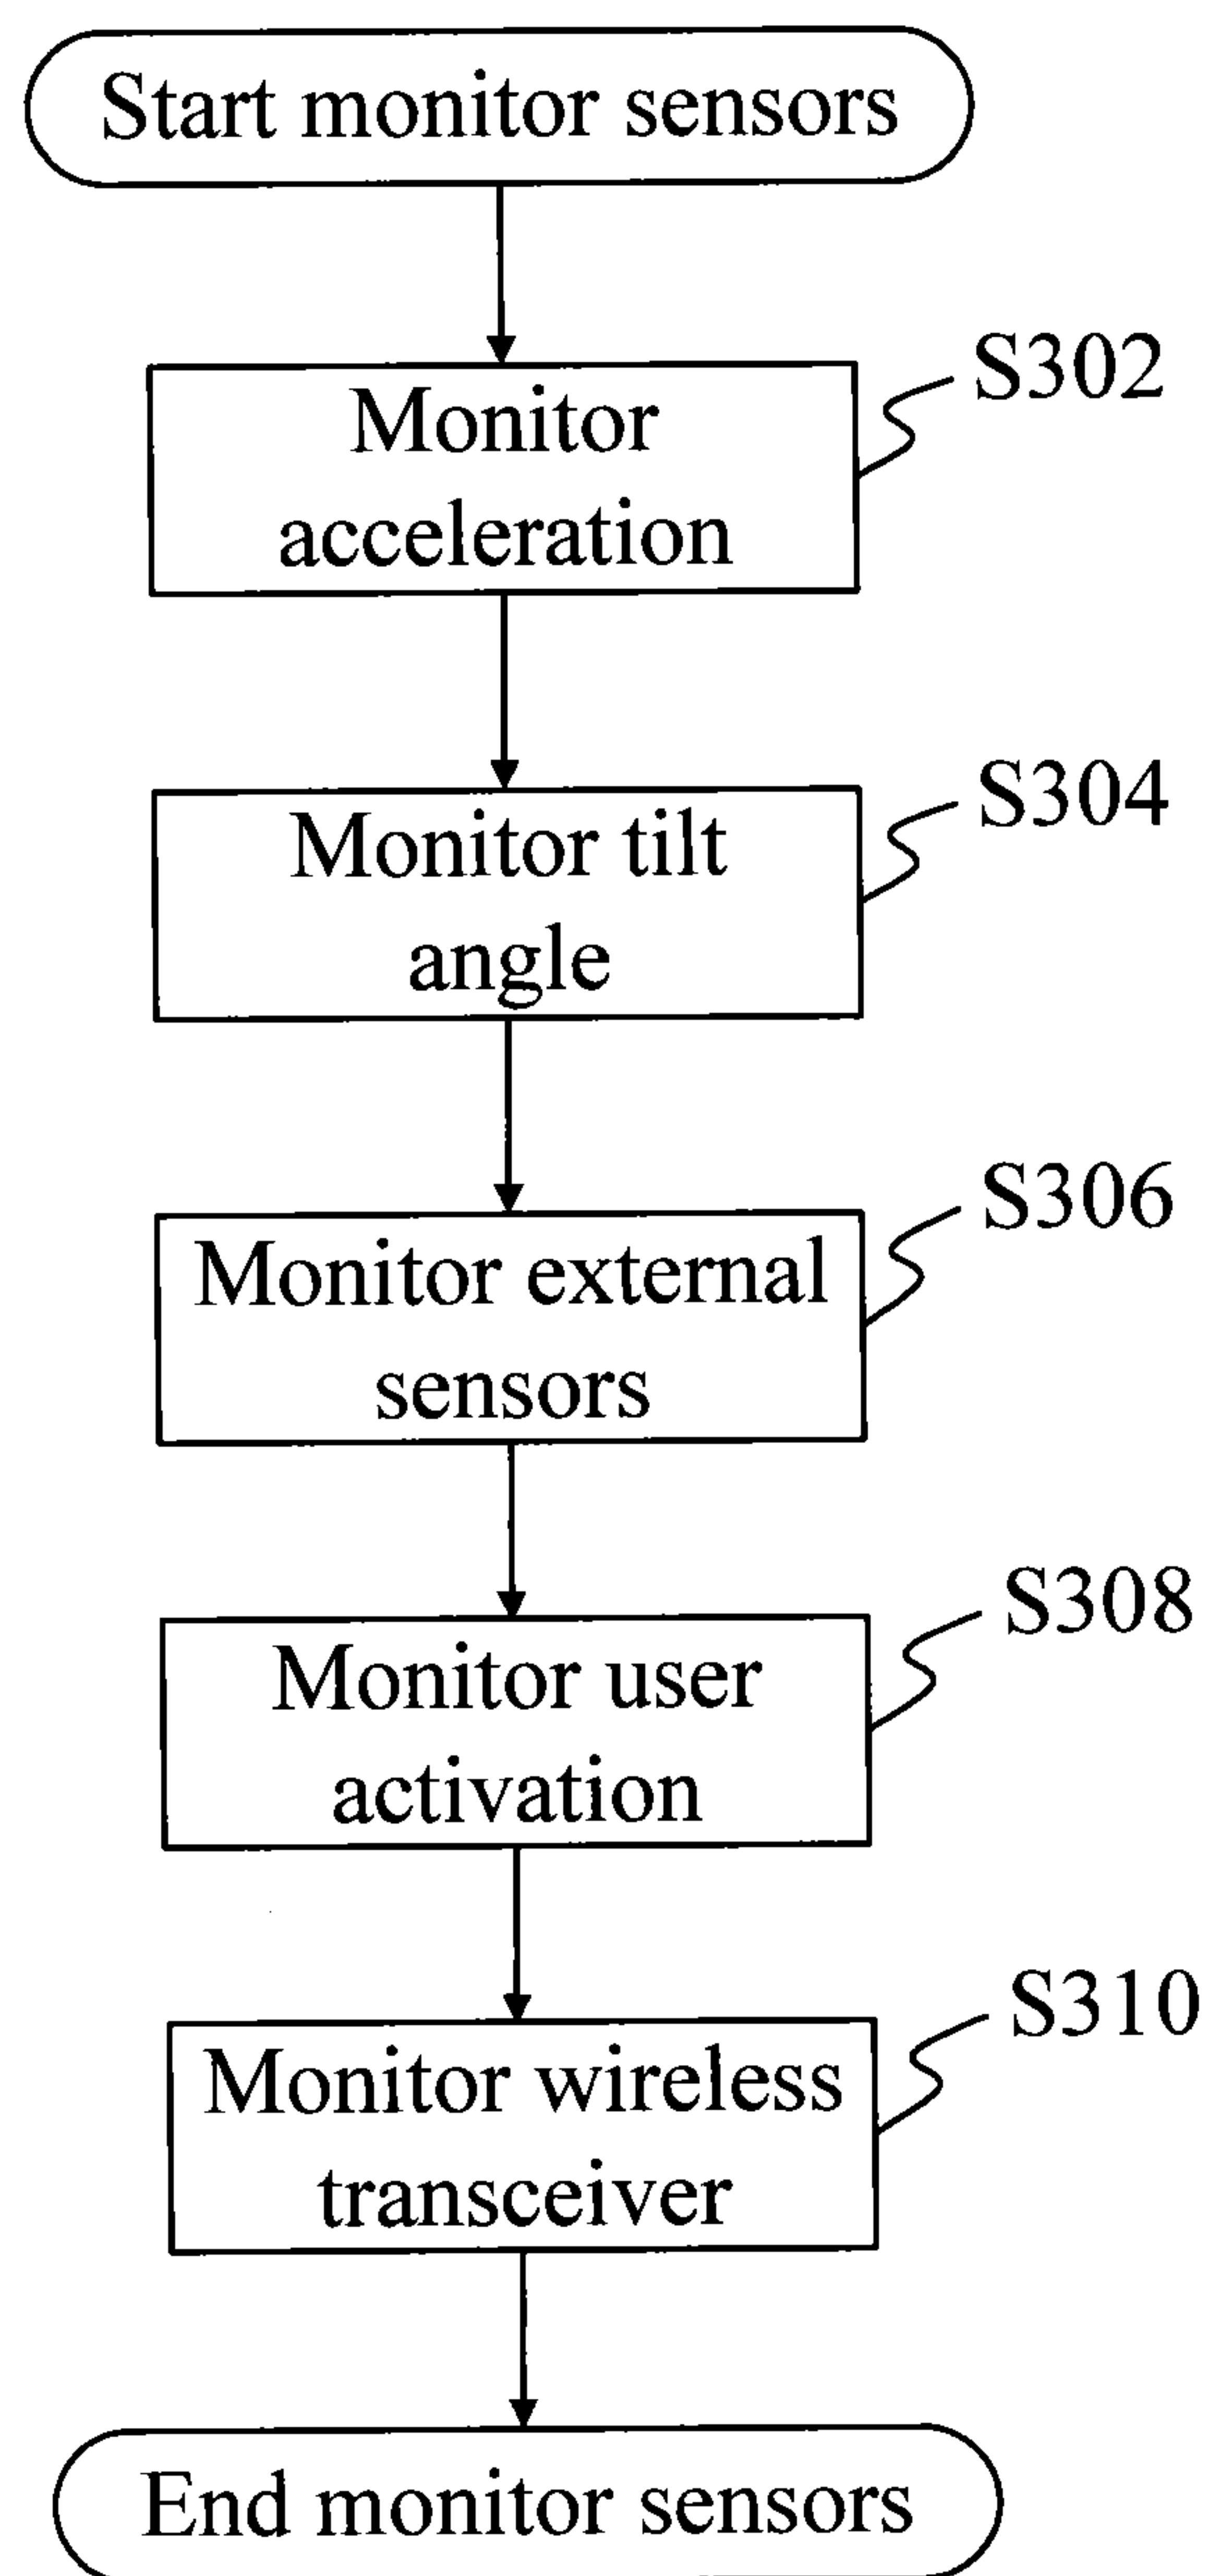 Start monitor sensors
S302
Monitor
acceleration
S304
Monitor tilt
angle
S306
Monitor external
sensors
S308
Monitor user
activation
S310
Monitor wireless
transceiver
End monitor sensors